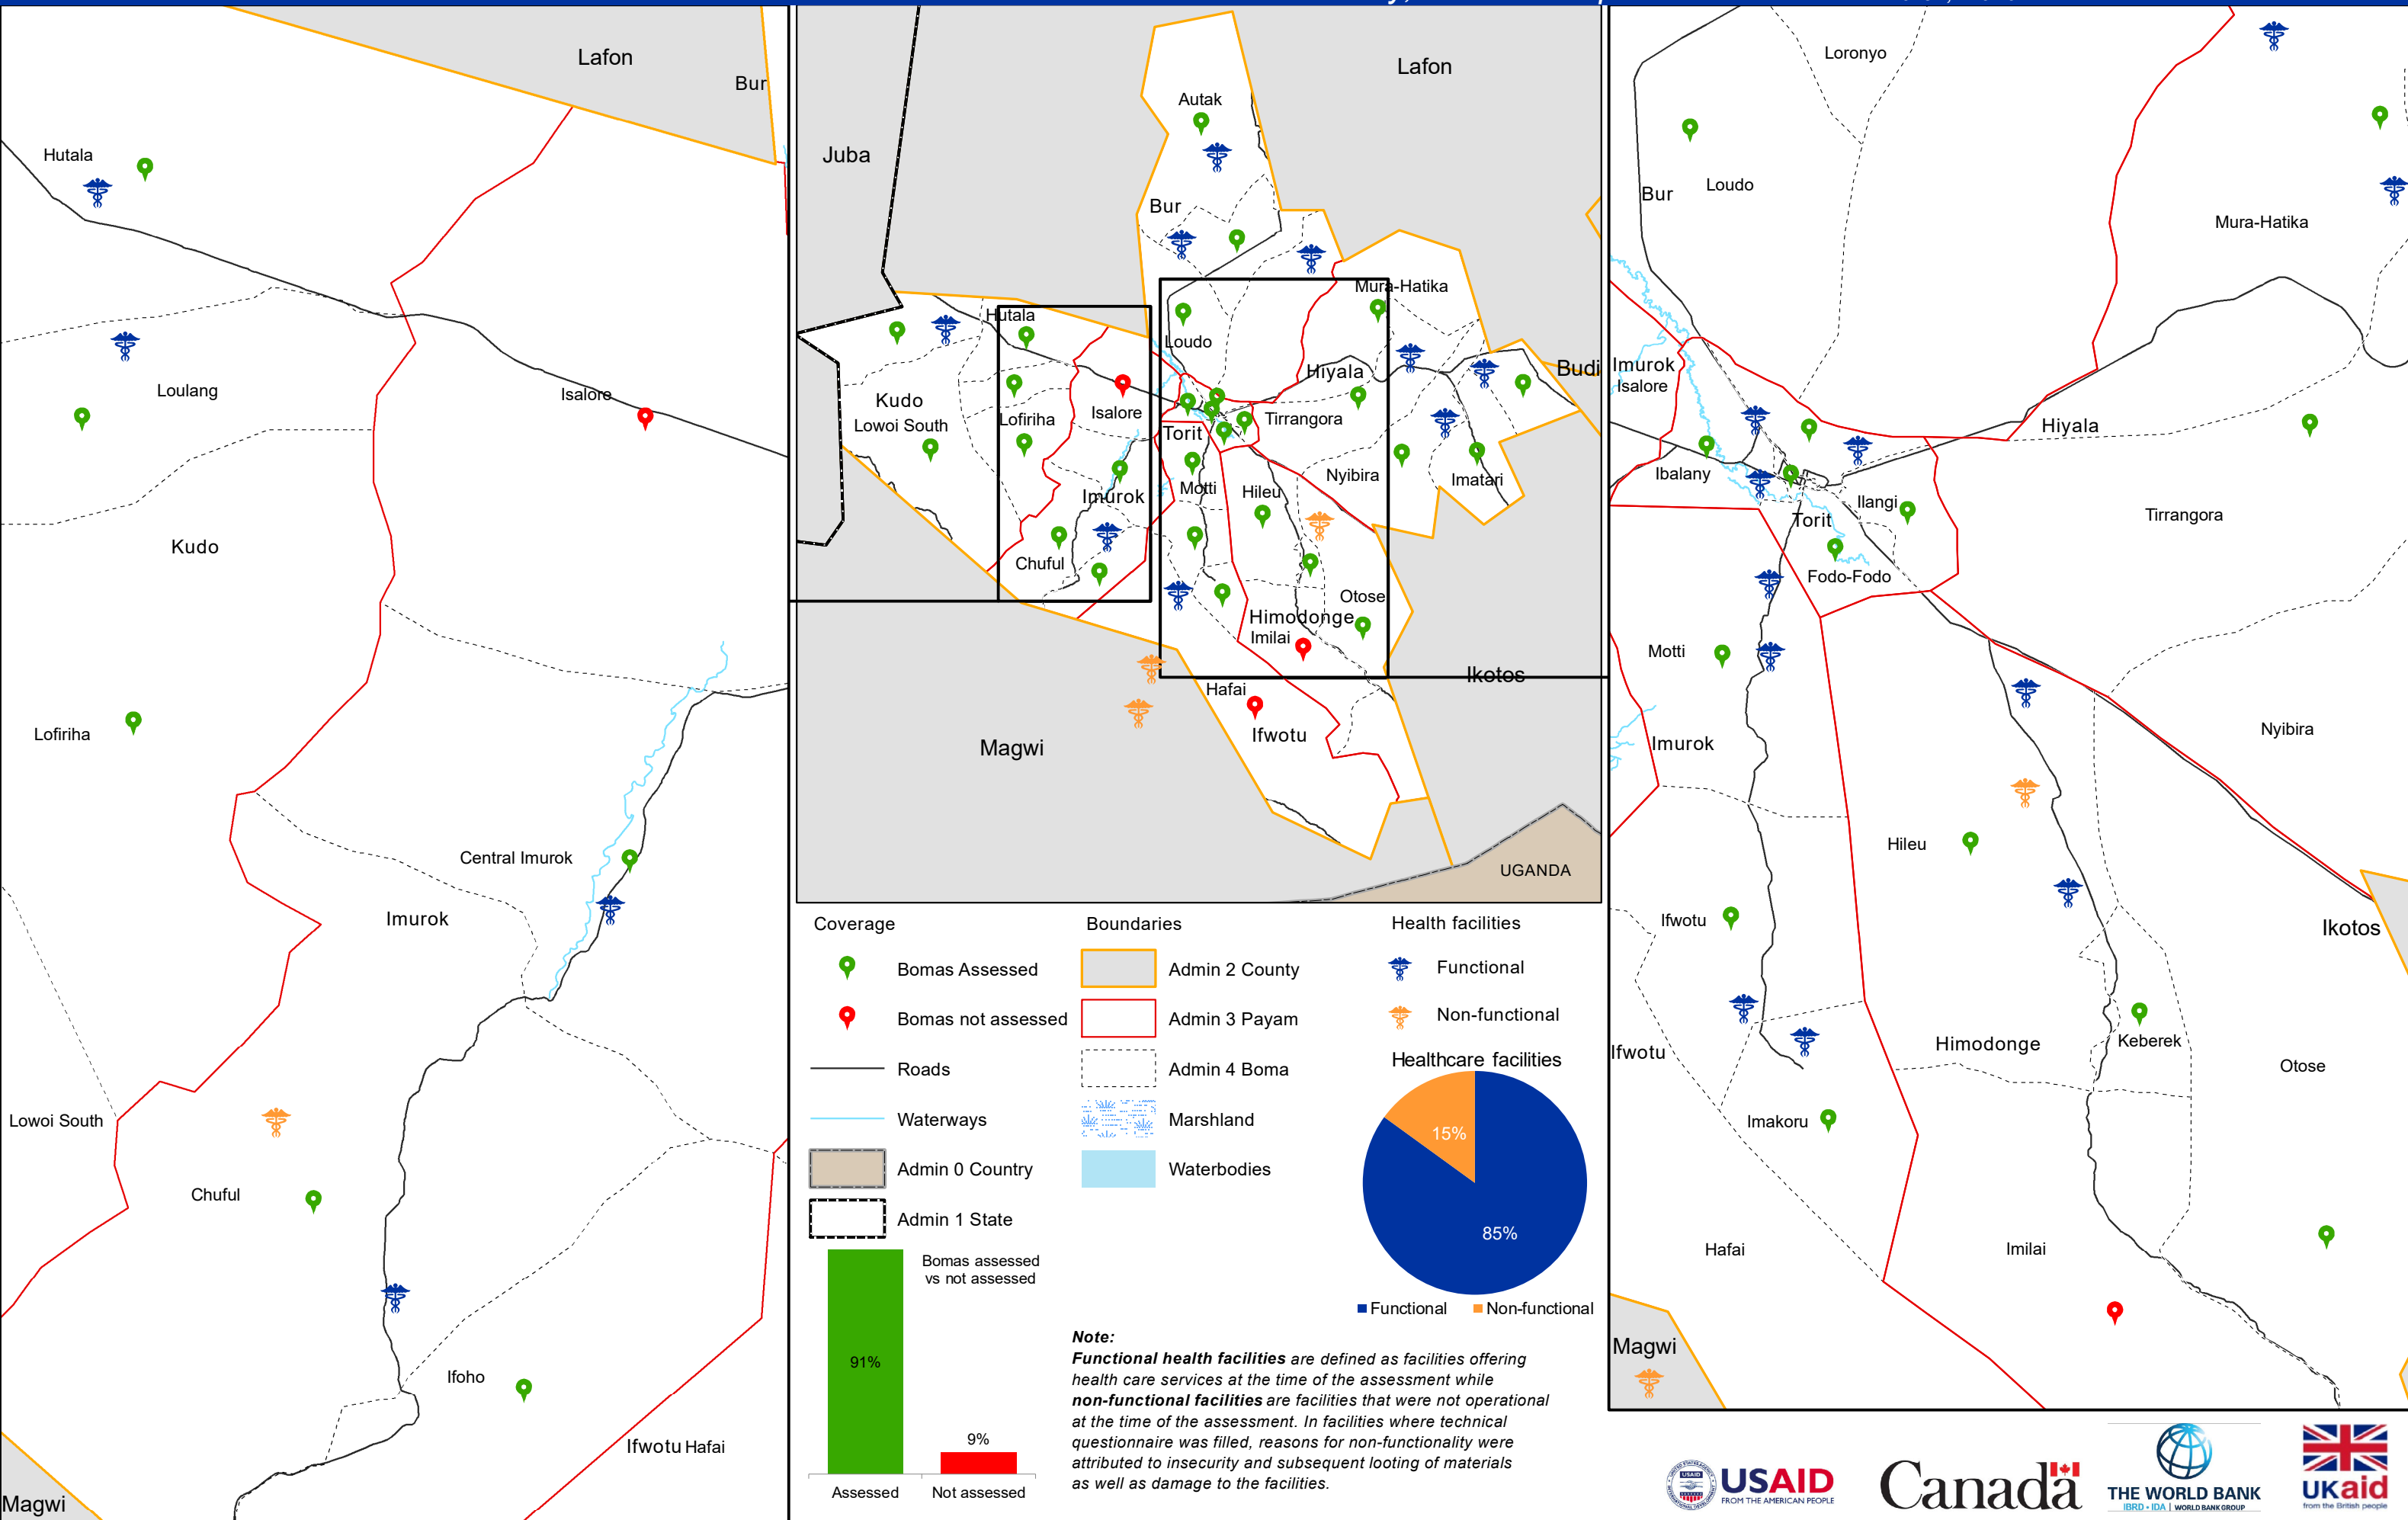 Lafon
Bur
Hutala
Loulang
Isalore
Kudo
Lofiriha
Central Imurok
Imurok
Lowoi South
Chuful
Ifoho
Ifwotu Hafai
Magwi
Lafon
Autak
Juba
Bur
Mura-Hatika
Hutala
Loudo
Budi
Hiyala
Kudo
Lowoi South
Lofiriha
Isalore
Tirrangora
Torit
Nyibira
Imatari
Motti
Hileu
Imurok
Chuful
Otose
Himodonge
Imilai
Ikotos
Hafai
Ifwotu
Magwi
UGANDA
Loronyo
Bur
Loudo
Mura-Hatika
Imurok
Isalore
Hiyala
Ibalany
Ilangi
Torit
Tirrangora
Fodo-Fodo
Motti
Nyibira
Imurok
Hileu
Ifwotu
Ikotos
Himodonge
Keberek
Ifwotu
Otose
Imakoru
Hafai
Imilai
Magwi
Coverage
Bomas Assessed
Bomas not assessed
Roads
Waterways
Admin 0 Country
Admin 1 State
Boundaries
Admin 2 County
Admin 3 Payam
Admin 4 Boma
Marshland
Waterbodies
Health facilities
Functional
Non-functional
Healthcare facilities
15%
85%
Functional
Non-functional
Bomas assessed
vs not assessed
91%
9%
Assessed
Not assessed
Note:
Functional health facilities are defined as facilities offering
health care services at the time of the assessment while
non-functional facilities are facilities that were not operational
at the time of the assessment. In facilities where technical
questionnaire was filled, reasons for non-functionality were
attributed to insecurity and subsequent looting of materials
as well as damage to the facilities.
USAID
USAID
FROM THE AMERICAN PEOPLE
Canada
THE WORLD BANK
IBRD • IDA | WORLD BANK GROUP
UKaid
from the British people